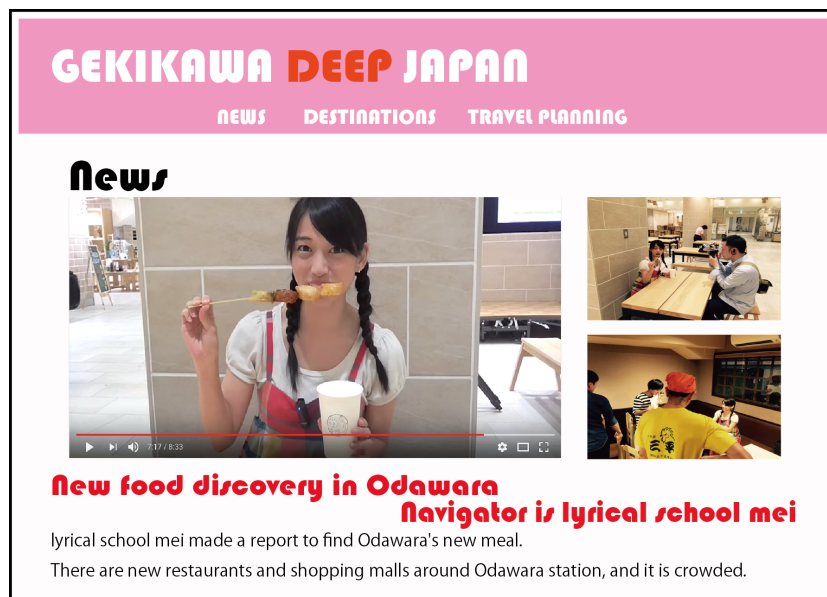 GEKIKAWA DEEP JAPAN
NEWS DESTINATIONS TRAVEL PLANNING
News
7:17 / 8:33
三幸
New food discovery in Odawara
Navigator is lyrical school mei
lyrical school mei made a report to find Odawara's new meal.
There are new restaurants and shopping malls around Odawara station, and it is crowded.